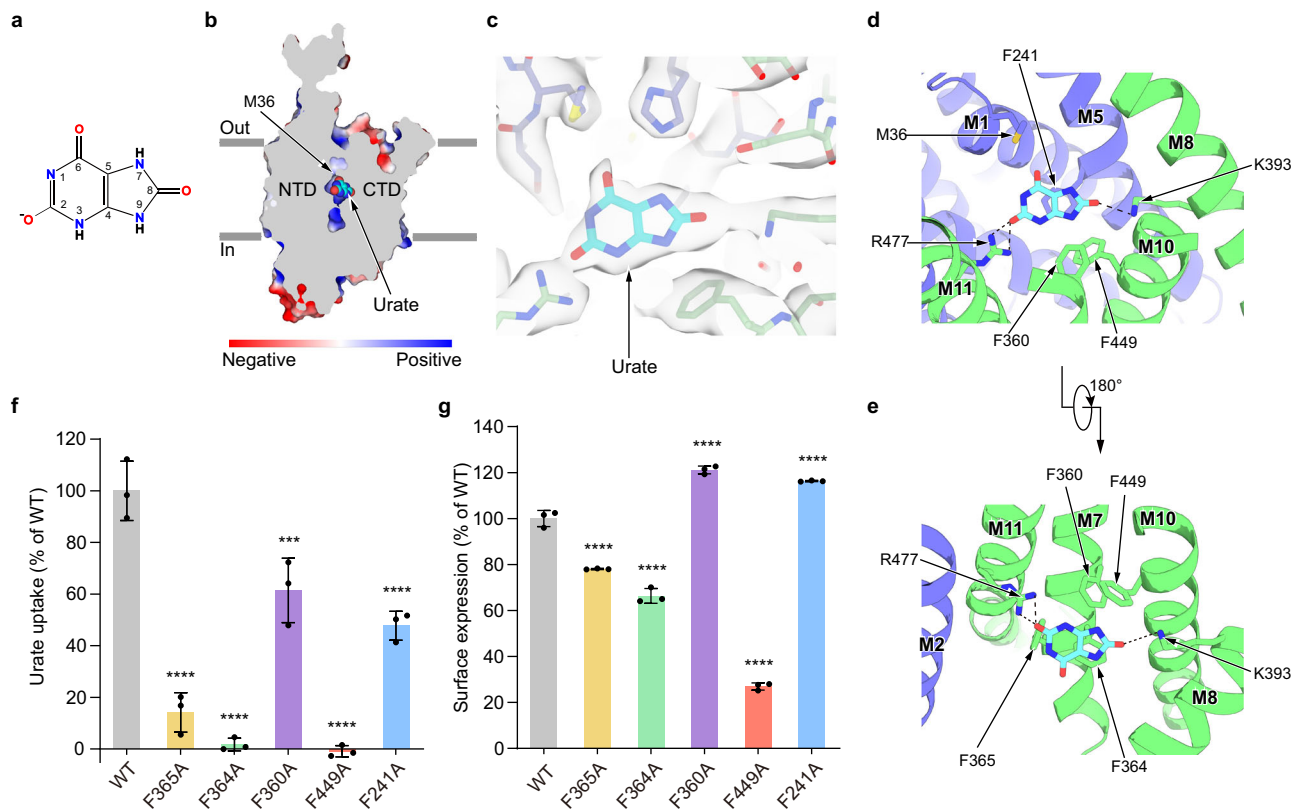 a
O
6
5
N
H
7
N
1
8
O
2
3
4
9
-O
N
H
N
H
b
M36
Out
NTD
CTD
In
Urate
Negative
Positive
c
Urate
d
F241
M1
M5
M8
M36
K393
R477
M10
M11
F360
F449
180°
e
F360
F449
M11
M7
M10
R477
M2
K393
M8
F365
F364
f
Urate uptake (% of WT)
120
100
80
60
40
20
0
****
****
***
****
****
WT
F365A
F364A
F360A
F449A
F241A
g
Surface expression (% of WT)
140
120
100
80
60
40
20
0
****
****
****
****
****
WT
F365A
F364A
F360A
F449A
F241A